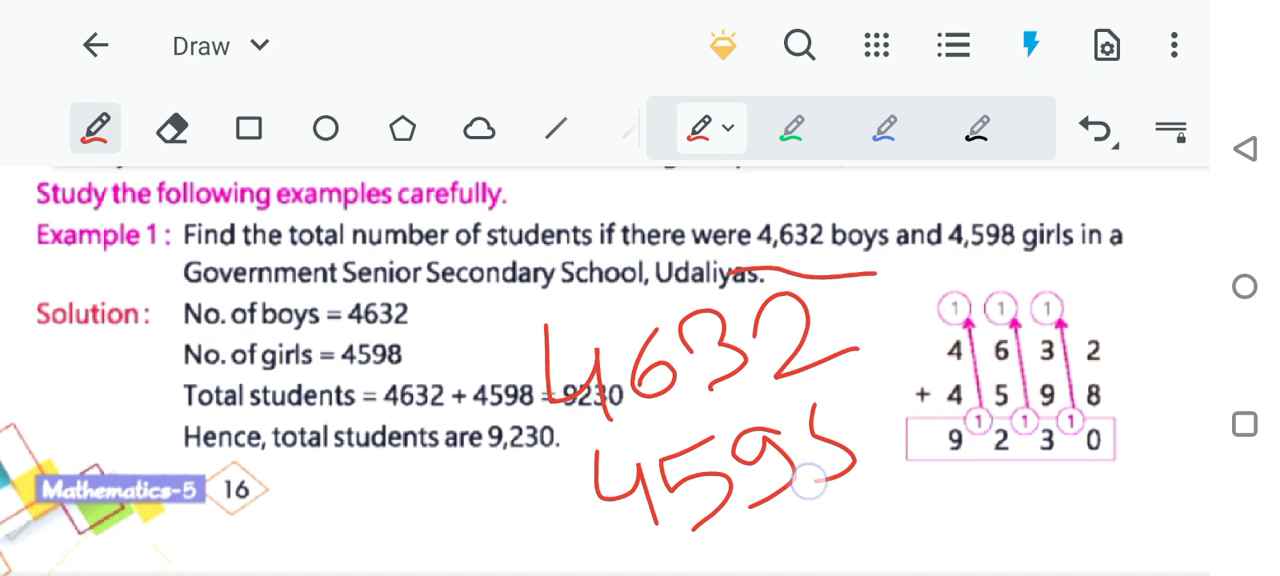 Draw
Study the following examples carefully.
Example 1 : Find the total number of students if there were 4,632 boys and 4,598 girls in a
Government Senior Secondary School, Udaliyas.
Solution : No. of boys = 4632
No. of girls = 4598
Total students = 4632 + 4598 = 9230
Hence, total students are 9,230.
4632
459
1 1 1
4 6 3 2
+ 4 5 9 8
1 1 1
9 2 3 0
Mathematics-5 16